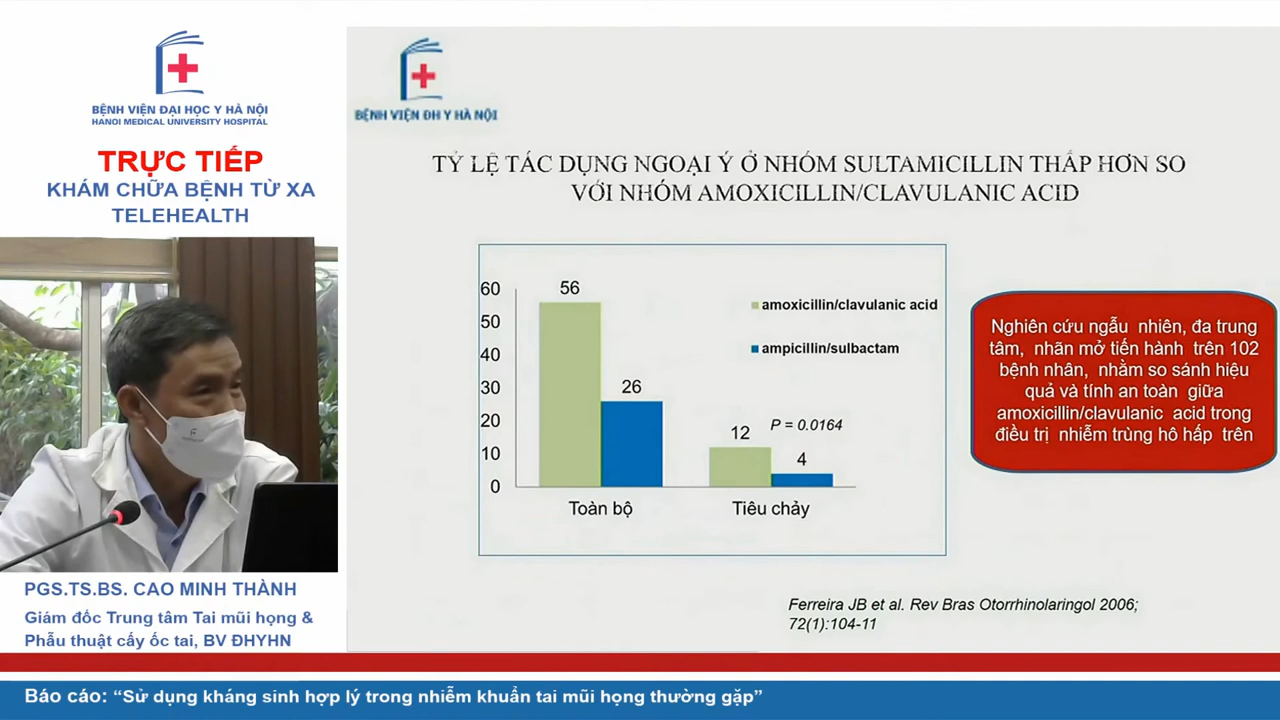 BỆNH VIỆN ĐẠI HỌC Y HÀ NỘI
HANOI MEDICAL UNIVERSITY HOSPITAL
TRỰC TIẾP
KHÁM CHỮA BỆNH TỪ XA
TELEHEALTH
PGS.TS.BS. CAO MINH THÀNH
Giám đốc Trung tâm Tai mũi họng &
Phẫu thuật cấy ốc tai, BV ĐHYHN
BỆNH VIỆN ĐH Y HÀ NỘI
TỶ LỆ TÁC DỤNG NGOẠI Ý Ở NHÓM SULTAMICILLIN THẤP HƠN SO
VỚI NHÓM AMOXICILLIN/CLAVULANIC ACID
60
50
40
30
20
10
0
56
26
12
4
P = 0.0164
amoxicillin/clavulanic acid
ampicillin/sulbactam
Toàn bộ
Tiêu chảy
Nghiên cứu ngẫu nhiên, đa trung
tâm, nhãn mở tiến hành trên 102
bệnh nhân, nhằm so sánh hiệu
quả và tính an toàn giữa
amoxicillin/clavulanic acid trong
điều trị nhiễm trùng hô hấp trên
Ferreira JB et al. Rev Bras Otorrhinolaringol 2006;
72(1):104-11
Báo cáo: “Sử dụng kháng sinh hợp lý trong nhiễm khuẩn tai mũi họng thường gặp”